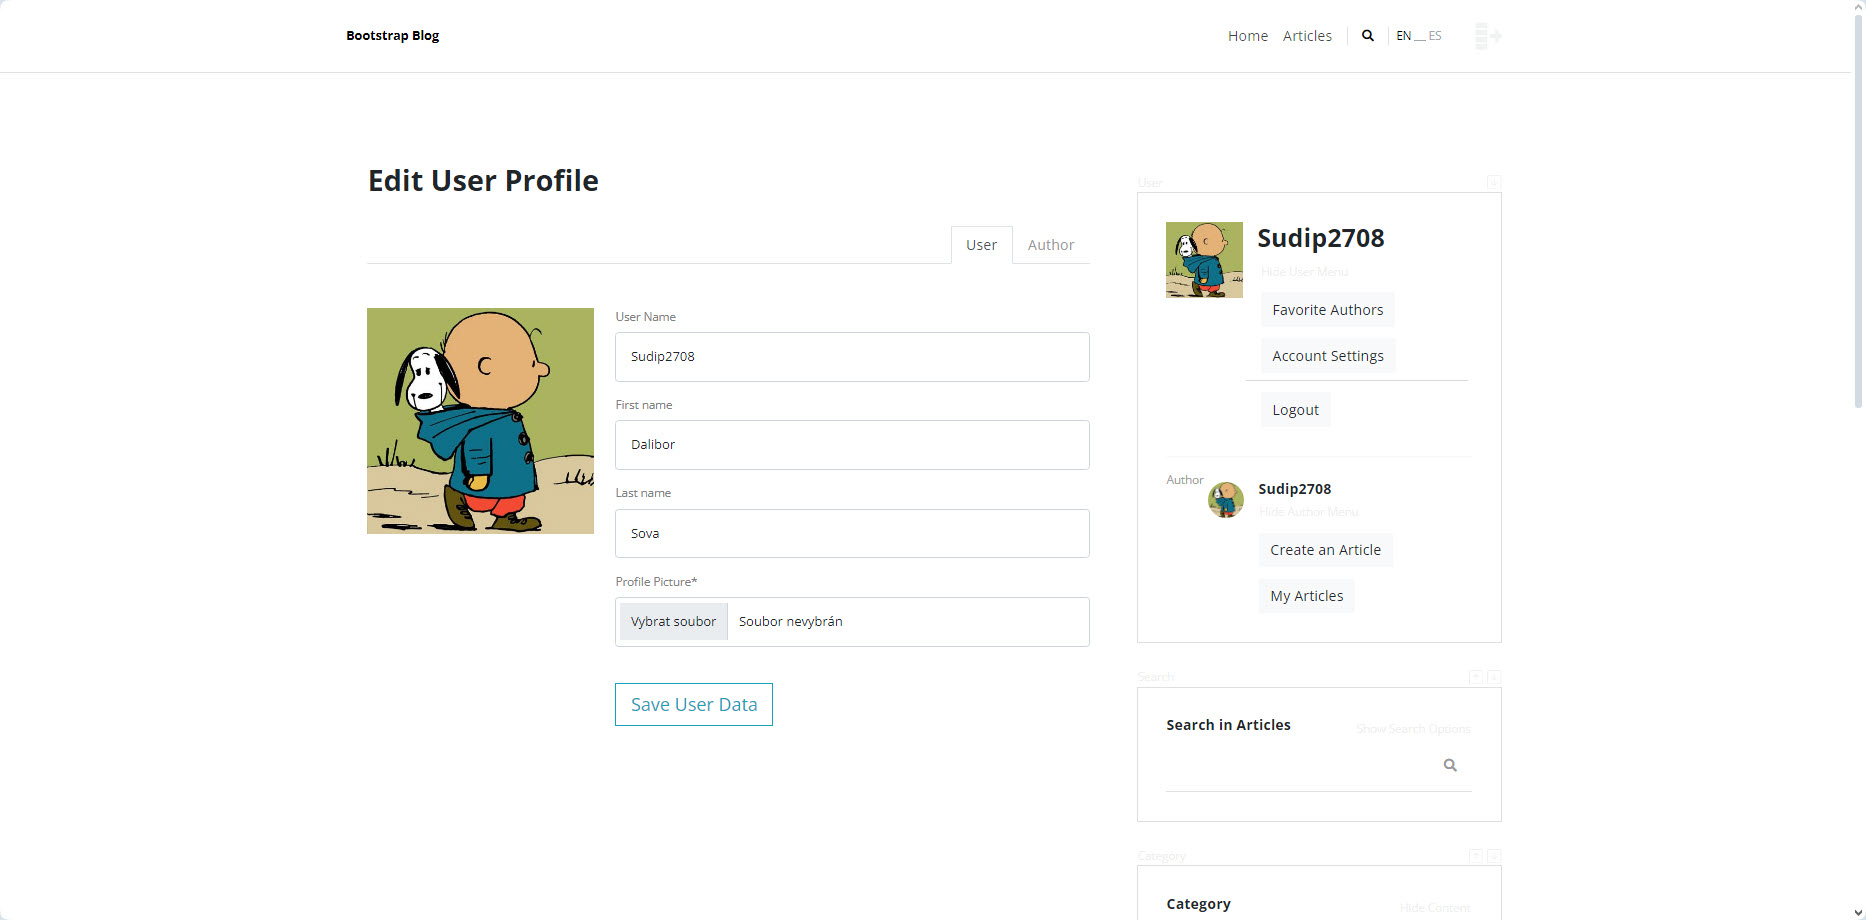 Bootstrap Blog
Home Articles EN __ ES
Edit User Profile
User Author
User Name
Sudip2708
First name
Dalibor
Last name
Sova
Profile Picture*
Vybrat soubor Soubor nevybrán
Save User Data
User
Sudip2708
Hide User Menu
Favorite Authors
Account Settings
Logout
Author
Sudip2708
Hide Author Menu
Create an Article
My Articles
Search
Search in Articles
Show Search Options
Category
Category
Hide Content